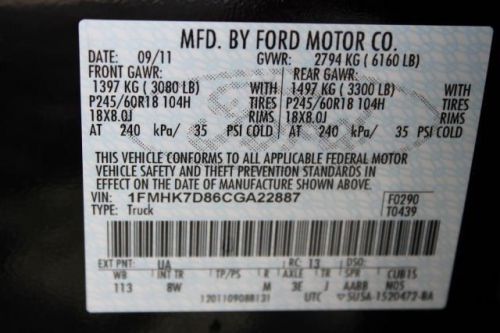 MFD. BY FORD MOTOR CO.
DATE: 09/11 GVWR: 2794 KG (6160 LB)
FRONT GAWR: REAR GAWR:
1397 KG (3080 LB) WITH 1497 KG (3300 LB) WITH
P245/60R18 104H TIRES P245/60R18 104H TIRES
18X8.0J RIMS 18X8.0J RIMS
AT 240 kPa/ 35 PSI COLD AT 240 kPa/ 35 PSI COLD
THIS VEHICLE CONFORMS TO ALL APPLICABLE FEDERAL MOTOR
VEHICLE SAFETY AND THEFT PREVENTION STANDARDS IN
EFFECT ON THE DATE OF MANUFACTURE SHOWN ABOVE.
VIN: 1FMHK7D86CGA22887 F0290
TYPE: Truck T0439
EXT PNT: UA RC: 13 DSO:
WB INT TR TP/PS R AXLE TR SPR
113 8W M 3E J AABB
UTC